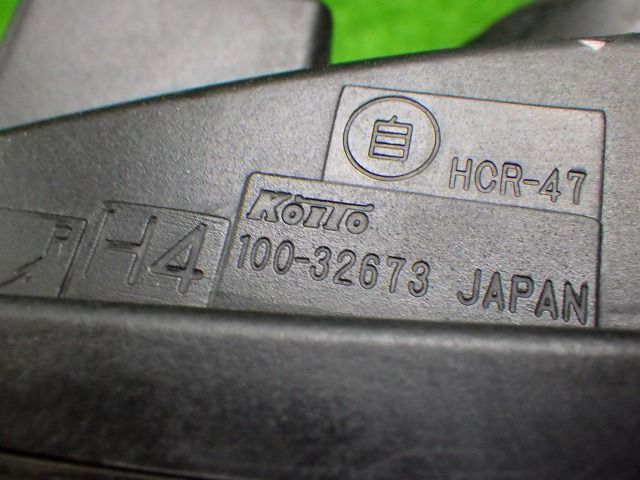 自 HCR-47
KOITO
100-32673 JAPAN
R H4